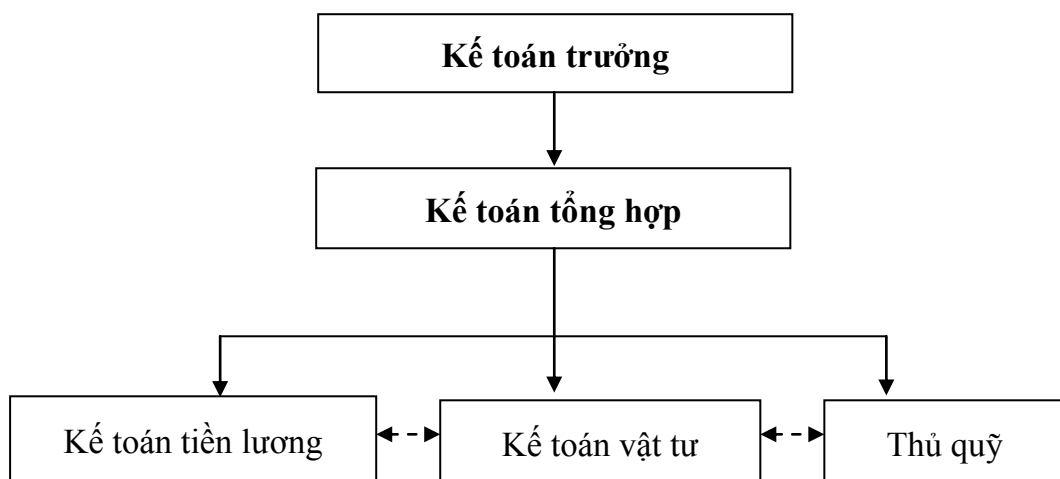 Kế toán trưởng
Kế toán tổng hợp
Kế toán tiền lương
Kế toán vật tư
Thủ quỹ